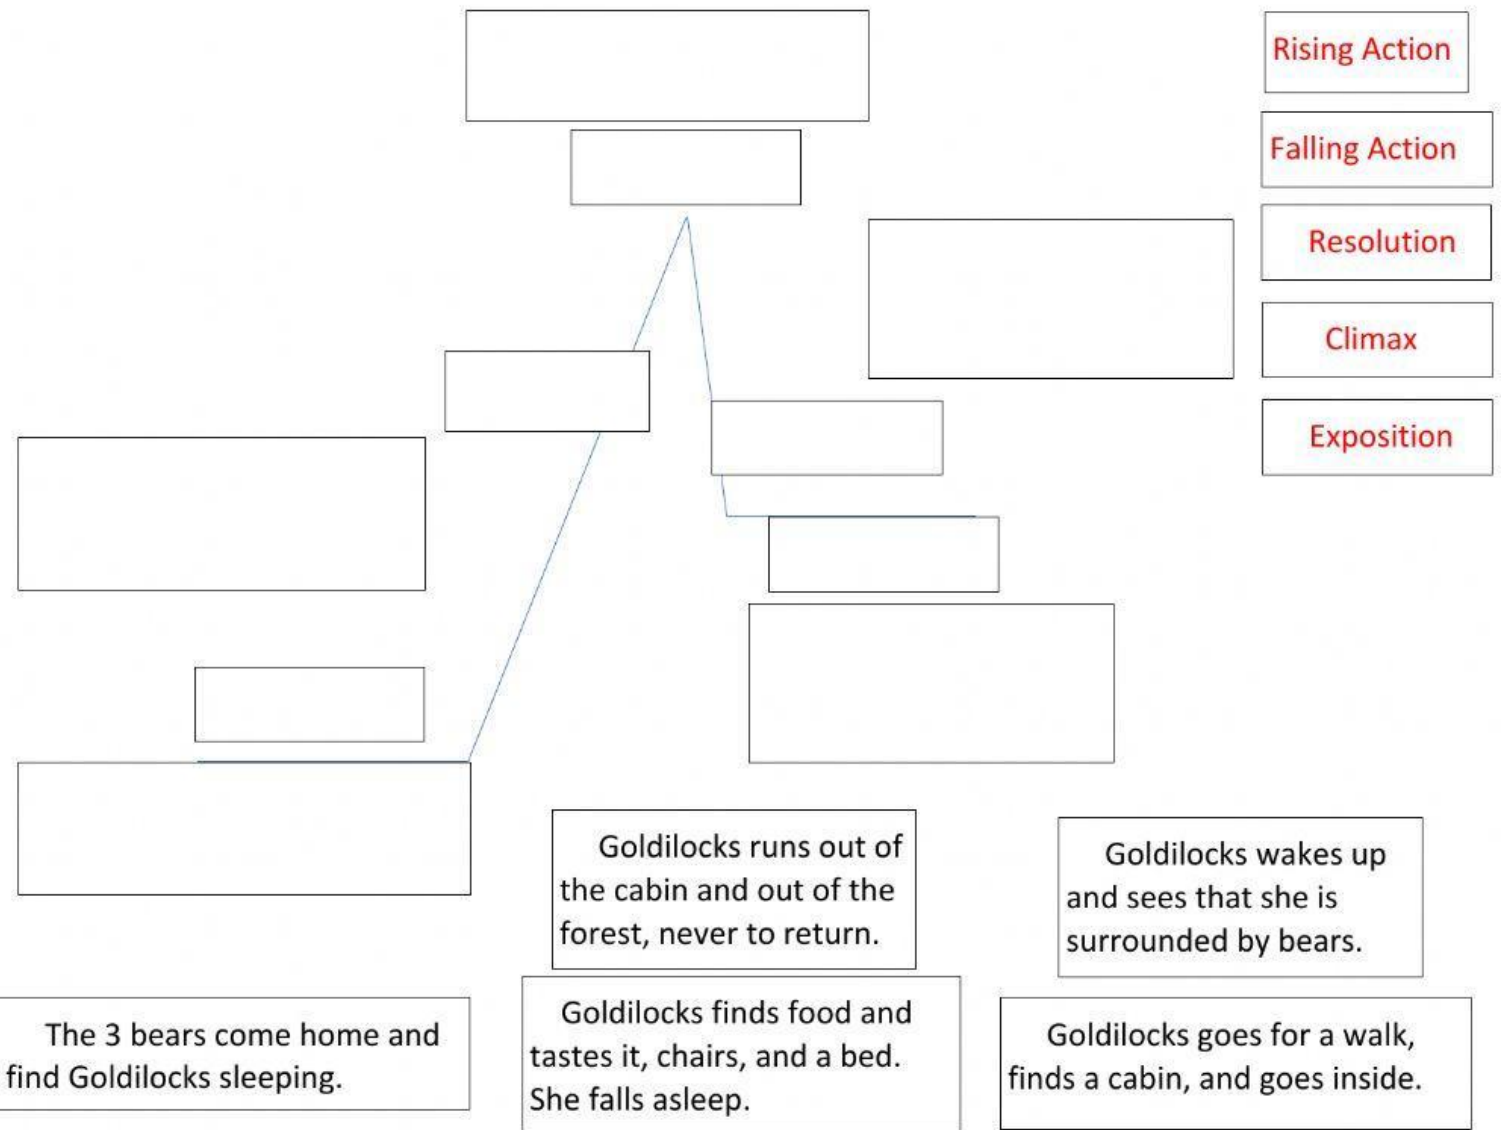 Rising Action
Falling Action
Resolution
Climax
Exposition
Goldilocks runs out of
the cabin and out of the
forest, never to return.
Goldilocks wakes up
and sees that she is
surrounded by bears.
The 3 bears come home and
find Goldilocks sleeping.
Goldilocks finds food and
tastes it, chairs, and a bed.
She falls asleep.
Goldilocks goes for a walk,
finds a cabin, and goes inside.